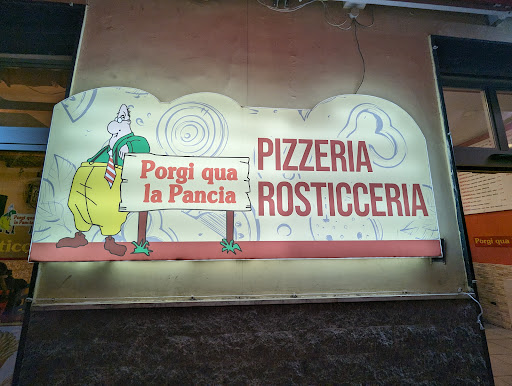 Porgi qua
la Pancia
PIZZERIA
ROSTICCERIA
Porgi qua